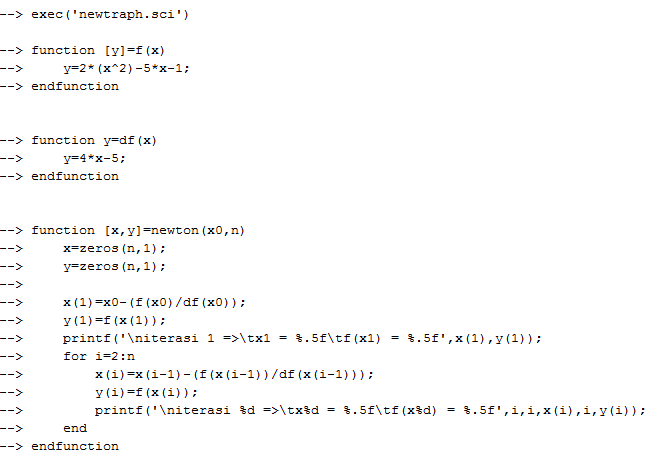 --> exec('newtraph.sci')
--> function [y]=f(x)
-->     y=2*(x^2)-5*x-1;
--> endfunction
--> function y=df(x)
-->     y=4*x-5;
--> endfunction
--> function [x,y]=newton(x0,n)
-->     x=zeros(n,1);
-->     y=zeros(n,1);
-->
-->     x(1)=x0-(f(x0)/df(x0));
-->     y(1)=f(x(1));
-->     printf('\niterasi 1 =>\tx1 = %.5f\tf(x1) = %.5f',x(1),y(1));
-->     for i=2:n
-->         x(i)=x(i-1)-(f(x(i-1))/df(x(i-1)));
-->         y(i)=f(x(i));
-->         printf('\niterasi %d =>\tx%d = %.5f\tf(x%d) = %.5f',i,i,x(i),i,y(i));
-->     end
--> endfunction